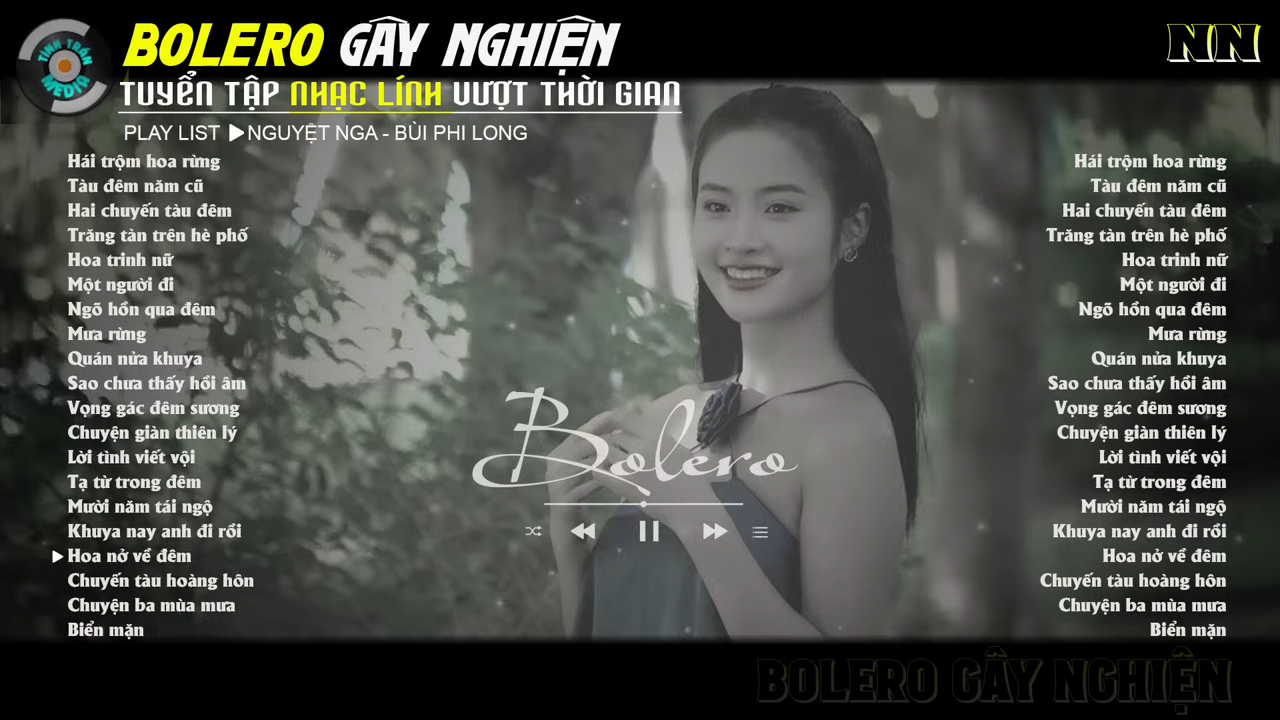 TÌNH TRẦN
MEDIA
BOLERO GÂY NGHIỆN
NN
TUYỂN TẬP NHẠC LÍNH VƯỢT THỜI GIAN
PLAY LIST NGUYỆT NGA - BÙI PHI LONG
Hái trộm hoa rừng
Tàu đêm năm cũ
Hai chuyến tàu đêm
Trăng tàn trên hè phố
Hoa trinh nữ
Một người đi
Ngõ hồn qua đêm
Mưa rừng
Quán nửa khuya
Sao chưa thấy hồi âm
Vọng gác đêm sương
Chuyện giàn thiên lý
Lời tình viết vội
Tạ từ trong đêm
Mười năm tái ngộ
Khuya nay anh đi rồi
Hoa nở về đêm
Chuyến tàu hoàng hôn
Chuyện ba mùa mưa
Biển mặn
Bolero
Hái trộm hoa rừng
Tàu đêm năm cũ
Hai chuyến tàu đêm
Trăng tàn trên hè phố
Hoa trinh nữ
Một người đi
Ngõ hồn qua đêm
Mưa rừng
Quán nửa khuya
Sao chưa thấy hồi âm
Vọng gác đêm sương
Chuyện giàn thiên lý
Lời tình viết vội
Tạ từ trong đêm
Mười năm tái ngộ
Khuya nay anh đi rồi
Hoa nở về đêm
Chuyến tàu hoàng hôn
Chuyện ba mùa mưa
Biển mặn
BOLERO GÂY NGHIỆN